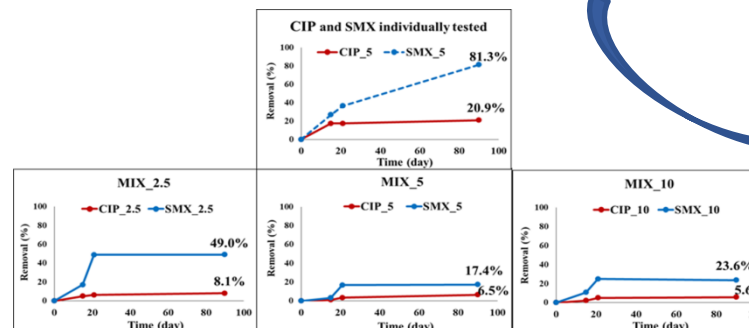 CIP and SMX individually tested
CIP_5 SMX_5
81.3%
20.9%
Removal (%)
100
80
60
40
20
0
0 20 40 60 80 100
Time (day)
MIX_2.5
CIP_2.5 SMX_2.5
49.0%
8.1%
Removal (%)
100
80
60
40
20
0
0 20 40 60 80 100
Time (day)
MIX_5
CIP_5 SMX_5
17.4%
6.5%
Removal (%)
100
80
60
40
20
0
0 20 40 60 80 100
Time (day)
MIX_10
CIP_10 SMX_10
23.6%
5.6
Removal (%)
100
80
60
40
20
0
0 20 40 60 80
Time (day)